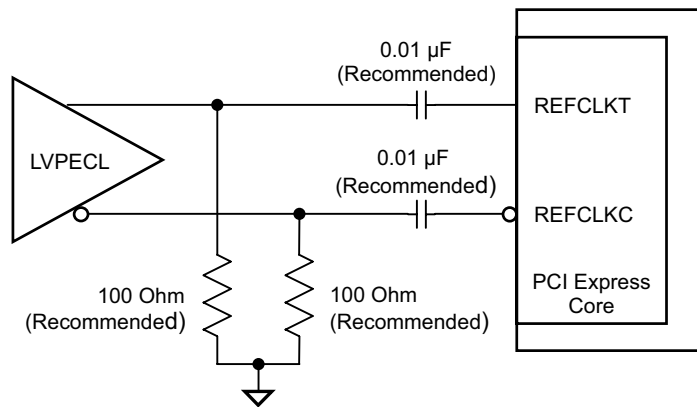 0.01 µF
(Recommended)
REFCLKT
LVPECL
0.01 µF
(Recommended)
REFCLKC
100 Ohm
(Recommended)
100 Ohm
(Recommended)
PCI Express
Core